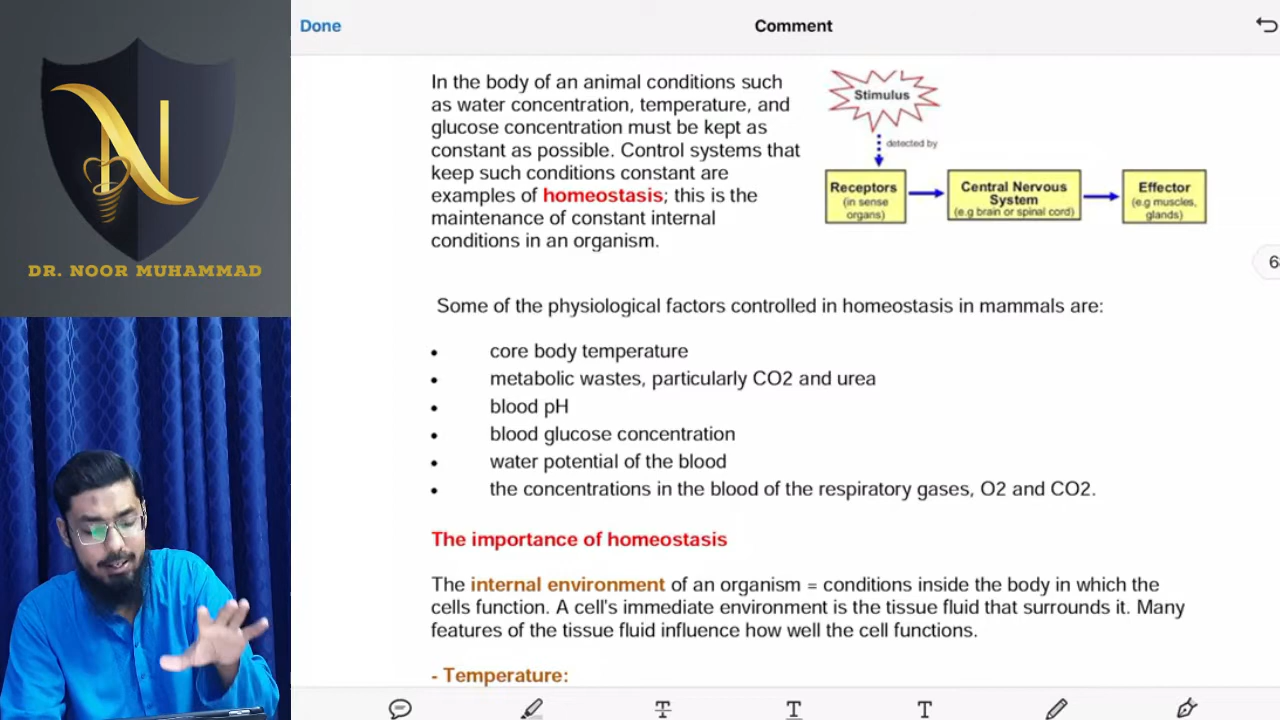 Done
Comment
DR. NOOR MUHAMMAD
In the body of an animal conditions such
as water concentration, temperature, and
glucose concentration must be kept as
constant as possible. Control systems that
keep such conditions constant are
examples of homeostasis; this is the
maintenance of constant internal
conditions in an organism.
Stimulus
detected by
Receptors
(in sense
organs)
Central Nervous
System
(e.g brain or spinal cord)
Effector
(e.g muscles,
glands)
Some of the physiological factors controlled in homeostasis in mammals are:
• core body temperature
• metabolic wastes, particularly CO2 and urea
• blood pH
• blood glucose concentration
• water potential of the blood
• the concentrations in the blood of the respiratory gases, O2 and CO2.
The importance of homeostasis
The internal environment of an organism = conditions inside the body in which the
cells function. A cell's immediate environment is the tissue fluid that surrounds it. Many
features of the tissue fluid influence how well the cell functions.
- Temperature:
T
T
T